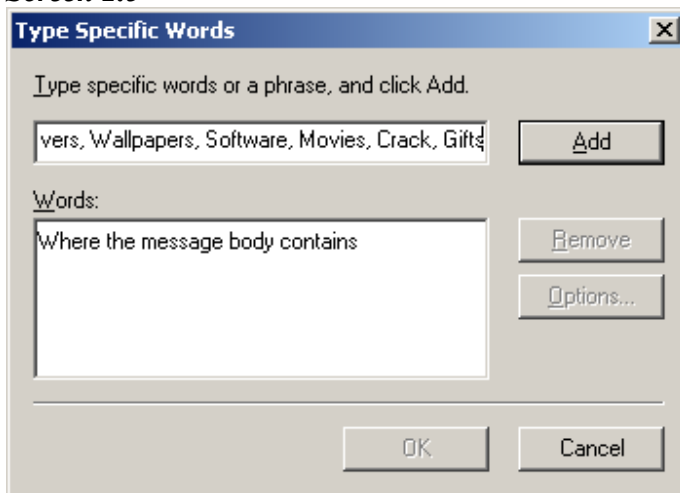 Type Specific Words
Type specific words or a phrase, and click Add.
vers, Wallpapers, Software, Movies, Crack, Gifts
Add
Words:
Where the message body contains
Remove
Options...
OK
Cancel